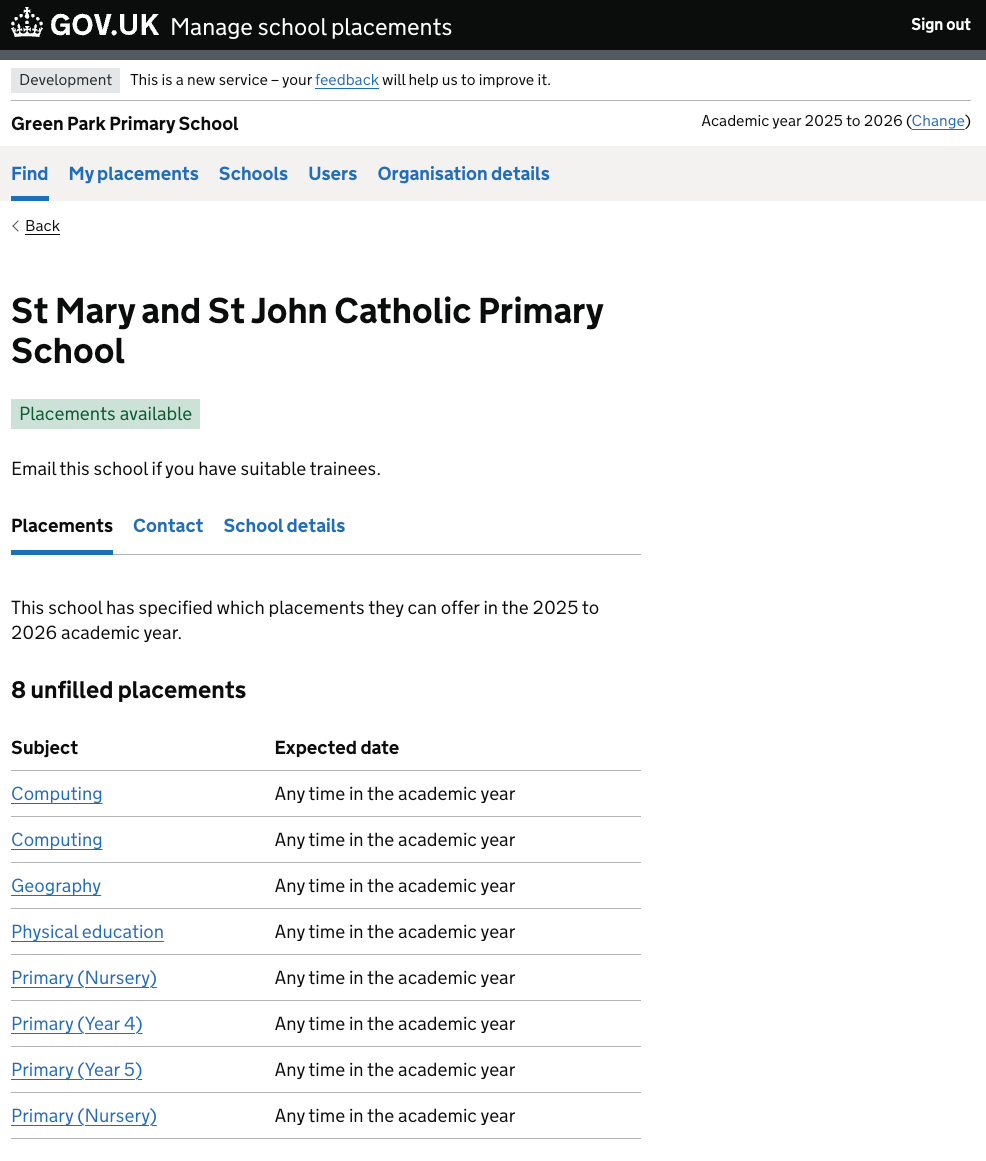 GOV.UK Manage school placements Sign out
Development This is a new service – your feedback will help us to improve it.
Green Park Primary School Academic year 2025 to 2026 (Change)
Find My placements Schools Users Organisation details
Back
St Mary and St John Catholic Primary
School
Placements available
Email this school if you have suitable trainees.
Placements Contact School details
This school has specified which placements they can offer in the 2025 to
2026 academic year.
8 unfilled placements
Subject Expected date
Computing Any time in the academic year
Computing Any time in the academic year
Geography Any time in the academic year
Physical education Any time in the academic year
Primary (Nursery) Any time in the academic year
Primary (Year 4) Any time in the academic year
Primary (Year 5) Any time in the academic year
Primary (Nursery) Any time in the academic year